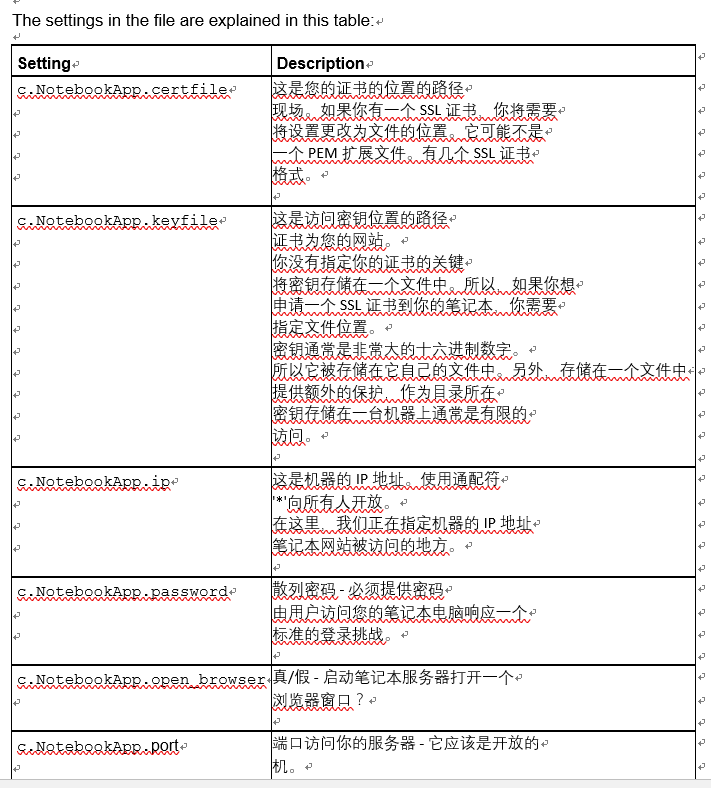 The settings in the file are explained in this table:
Setting
Description
c.NotebookApp.certfile
这是您的证书的位置的路径
现场。如果你有一个 SSL 证书，你将需要
将设置更改为文件的位置。它可能不是
一个 PEM 扩展文件。有几个 SSL 证书
格式。
c.NotebookApp.keyfile
这是访问密钥位置的路径
证书为您的网站。
你没有指定你的证书的关键
将密钥存储在一个文件中。所以，如果你想
申请一个 SSL 证书到你的笔记本，你需要
指定文件位置。
密钥通常是非常大的十六进制数字。
所以它被存储在它自己的文件中。另外，存储在一个文件中
提供额外的保护，作为目录所在
密钥存储在一台机器上通常是有限的
访问。
c.NotebookApp.ip
这是机器的 IP 地址。使用通配符
'*'向所有人开放。
在这里，我们正在指定机器的 IP 地址
笔记本网站被访问的地方。
c.NotebookApp.password
散列密码 - 必须提供密码
由用户访问您的笔记本电脑响应一个
标准的登录挑战。
c.NotebookApp.open_browser
真/假 - 启动笔记本服务器打开一个
浏览器窗口？
c.NotebookApp.port
端口访问你的服务器 - 它应该是开放的
机。